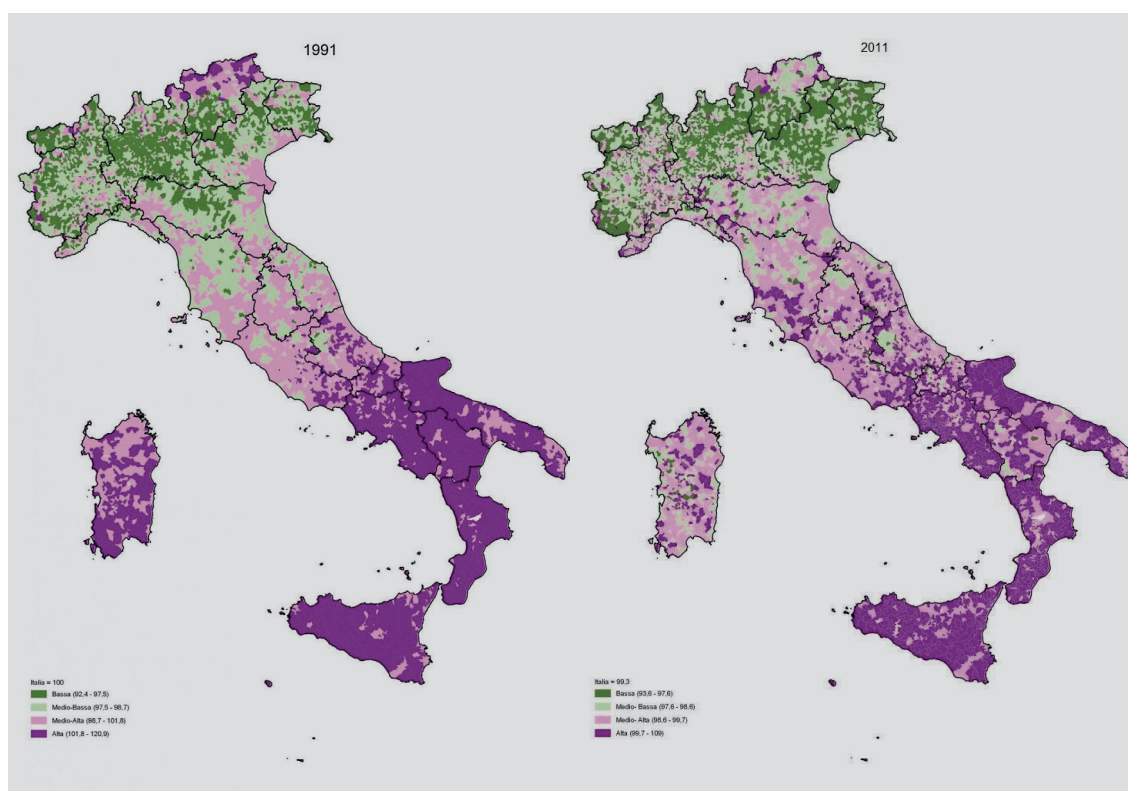 1991
2011
Italia = 100
Bassa (92,4 - 97,5)
Medio-Bassa (97,5 - 98,7)
Medio-Alta (98,7 - 101,8)
Alta (101,8 - 120,9)
Italia = 99,3
Bassa (93,6 - 97,6)
Medio- Bassa (97,6 - 98,6)
Medio- Alta (98,6 - 99,7)
Alta (99,7 - 109)